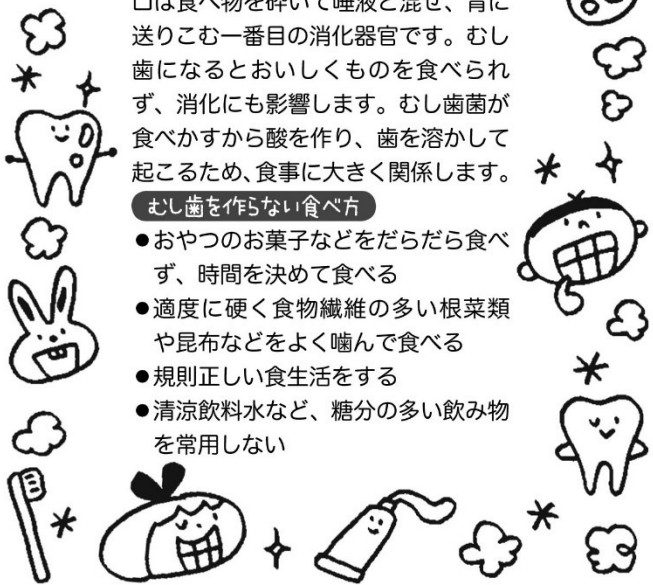 口は食べ物を砕いて唾液と混ぜ、胃に
送りこむ一番目の消化器官です。むし
歯になるとおいしくものを食べられ
ず、消化にも影響します。むし歯菌が
食べかすから酸を作り、歯を溶かして
起こるため、食事に大きく関係します。
むし歯を作らない食べ方
●おやつのお菓子などをだらだら食べ
ず、時間を決めて食べる
●適度に硬く食物繊維の多い根菜類
や昆布などをよく噛んで食べる
●規則正しい食生活をする
●清涼飲料水など、糖分の多い飲み物
を常用しない